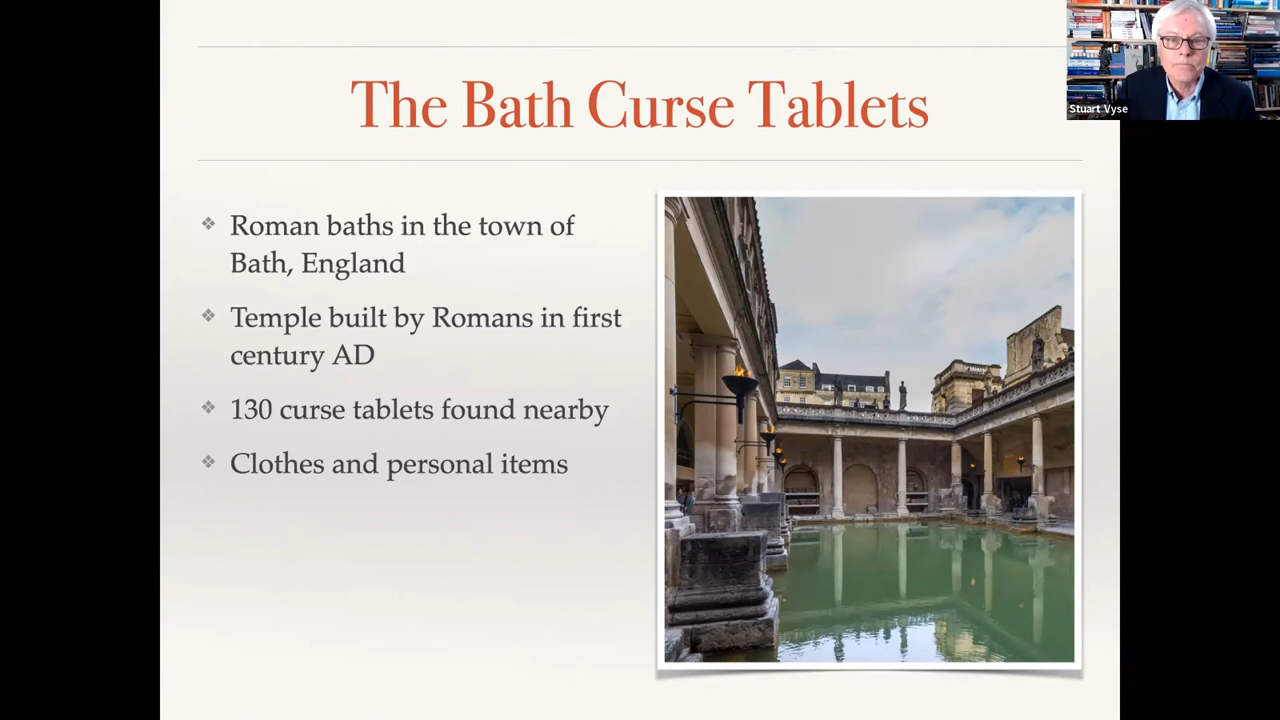 The Bath Curse Tablets
Stuart Vyse
Roman baths in the town of
Bath, England
Temple built by Romans in first
century AD
130 curse tablets found nearby
Clothes and personal items